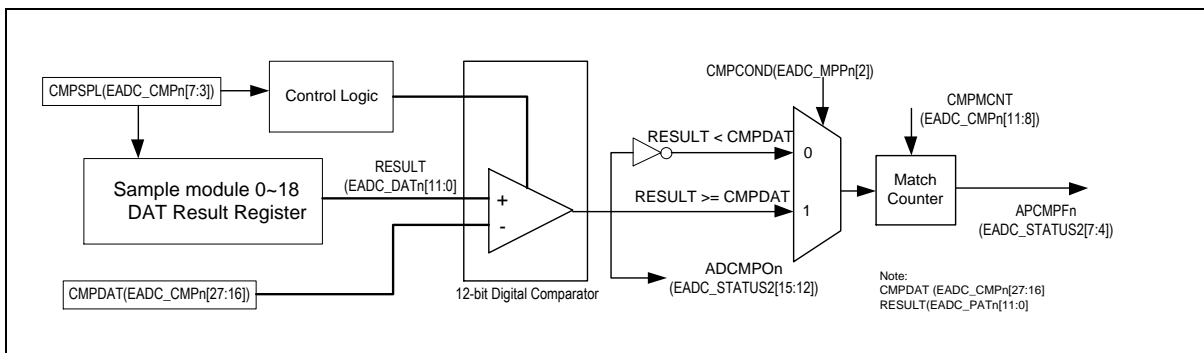 CMPSPL(EADC_CMPn[7:3])
Control Logic
CMPCOND(EADC_MPPn[2])
CMPMCNT
(EADC_CMPn[11:8])
RESULT < CMPDAT
0
RESULT
(EADC_DATn[11:0]
Sample module 0~18
DAT Result Register
+
-
RESULT >= CMPDAT
1
Match
Counter
APCMPFn
(EADC_STATUS2[7:4])
ADCMPOn
(EADC_STATUS2[15:12])
CMPDAT(EADC_CMPn[27:16])
12-bit Digital Comparator
Note:
CMPDAT (EADC_CMPn[27:16]
RESULT(EADC_PATn[11:0]